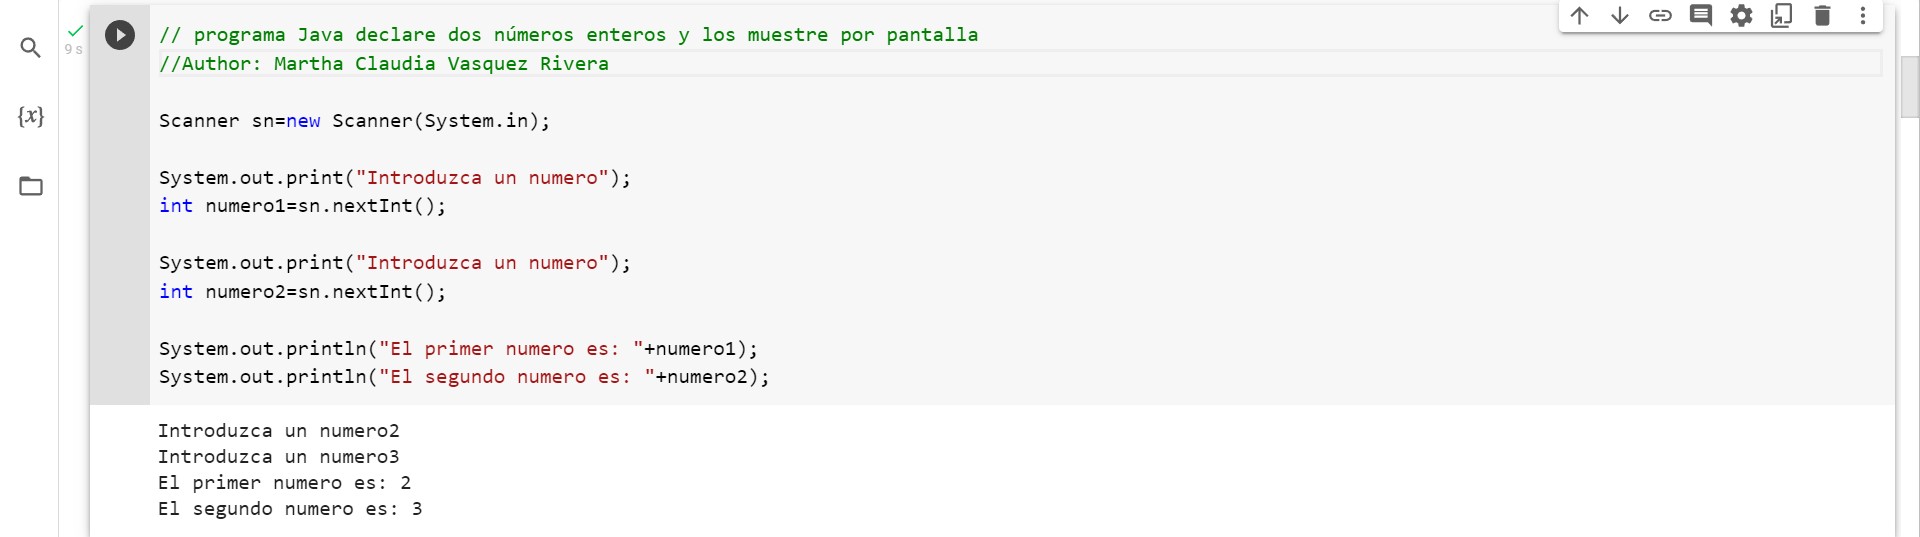 // programa Java declare dos números enteros y los muestre por pantalla
//Author: Martha Claudia Vasquez Rivera
Scanner sn=new Scanner(System.in);
System.out.print("Introduzca un numero");
int numero1=sn.nextInt();
System.out.print("Introduzca un numero");
int numero2=sn.nextInt();
System.out.println("El primer numero es: "+numero1);
System.out.println("El segundo numero es: "+numero2);
Introduzca un numero2
Introduzca un numero3
El primer numero es: 2
El segundo numero es: 3
9 s
{x}